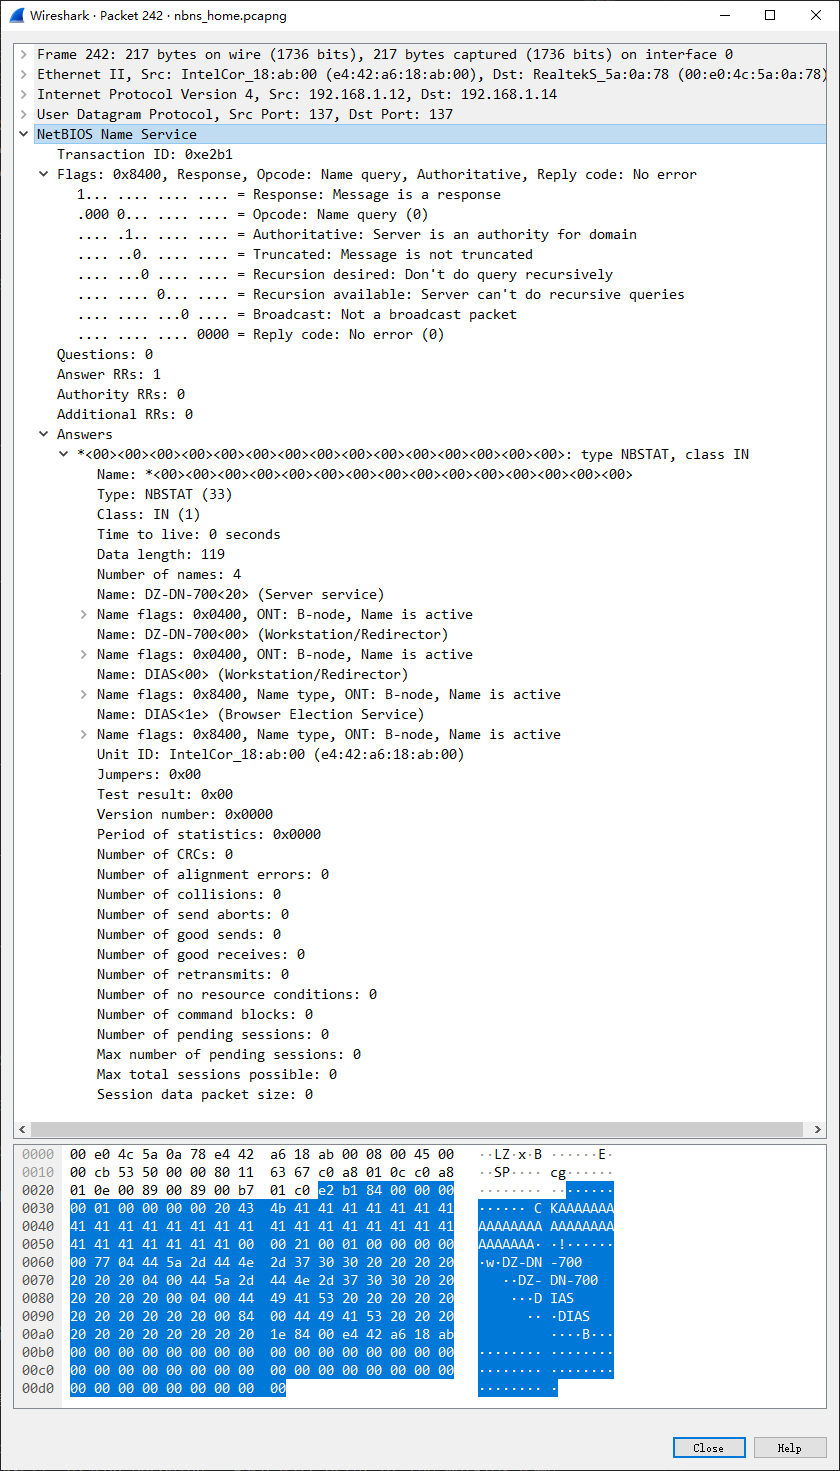 Wireshark · Packet 242 · nbns_home.pcapng
Frame 242: 217 bytes on wire (1736 bits), 217 bytes captured (1736 bits) on interface 0
Ethernet II, Src: IntelCor_18:ab:00 (e4:42:a6:18:ab:00), Dst: RealtekS_5a:0a:78 (00:e0:4c:5a:0a:78)
Internet Protocol Version 4, Src: 192.168.1.12, Dst: 192.168.1.14
User Datagram Protocol, Src Port: 137, Dst Port: 137
NetBIOS Name Service
Transaction ID: 0xe2b1
Flags: 0x8400, Response, Opcode: Name query, Authoritative, Reply code: No error
1... .... .... .... = Response: Message is a response
.000 0... .... .... = Opcode: Name query (0)
.... .1.. .... .... = Authoritative: Server is an authority for domain
.... ..0. .... .... = Truncated: Message is not truncated
.... ...0 .... .... = Recursion desired: Don't do query recursively
.... .... 0... .... = Recursion available: Server can't do recursive queries
.... .... ...0 .... = Broadcast: Not a broadcast packet
.... .... .... 0000 = Reply code: No error (0)
Questions: 0
Answer RRs: 1
Authority RRs: 0
Additional RRs: 0
Answers
*<00><00><00><00><00><00><00><00><00><00><00><00><00><00><00>: type NBSTAT, class IN
Name: *<00><00><00><00><00><00><00><00><00><00><00><00><00><00><00>
Type: NBSTAT (33)
Class: IN (1)
Time to live: 0 seconds
Data length: 119
Number of names: 4
Name: DZ-DN-700<20> (Server service)
Name flags: 0x0400, ONT: B-node, Name is active
Name: DZ-DN-700<00> (Workstation/Redirector)
Name flags: 0x0400, ONT: B-node, Name is active
Name: DIAS<00> (Workstation/Redirector)
Name flags: 0x8400, Name type, ONT: B-node, Name is active
Name: DIAS<1e> (Browser Election Service)
Name flags: 0x8400, Name type, ONT: B-node, Name is active
Unit ID: IntelCor_18:ab:00 (e4:42:a6:18:ab:00)
Jumpers: 0x00
Test result: 0x00
Version number: 0x0000
Period of statistics: 0x0000
Number of CRCs: 0
Number of alignment errors: 0
Number of collisions: 0
Number of send aborts: 0
Number of good sends: 0
Number of good receives: 0
Number of retransmits: 0
Number of no resource conditions: 0
Number of command blocks: 0
Number of pending sessions: 0
Max number of pending sessions: 0
Max total sessions possible: 0
Session data packet size: 0
0000 00 e0 4c 5a 0a 78 e4 42 a6 18 ab 00 08 00 45 00 ··LZ·x·B ······E·
0010 00 cb 53 50 00 00 80 11 63 67 c0 a8 01 0c c0 a8 ··SP···· cg······
0020 01 0e 00 89 00 89 00 b7 01 c0 e2 b1 84 00 00 00 ········ ········
0030 00 01 00 00 00 00 20 43 4b 41 41 41 41 41 41 41 ······ C KAAAAAAA
0040 41 41 41 41 41 41 41 41 41 41 41 41 41 41 41 41 AAAAAAAA AAAAAAAA
0050 41 41 41 41 41 41 41 00 00 21 00 01 00 00 00 00 AAAAAAA· ·!······
0060 00 77 04 44 5a 2d 44 4e 2d 37 30 30 20 20 20 20 ·w·DZ-DN -700
0070 20 20 20 04 00 44 5a 2d 44 4e 2d 37 30 30 20 20 ··DZ- DN-700
0080 20 20 20 20 00 04 00 44 49 41 53 20 20 20 20 20 ···D IAS
0090 20 20 20 20 20 20 00 84 00 44 49 41 53 20 20 20 ·· ·DIAS
00a0 20 20 20 20 20 20 20 20 1e 84 00 e4 42 a6 18 ab ····B···
00b0 00 00 00 00 00 00 00 00 00 00 00 00 00 00 00 00 ········ ········
00c0 00 00 00 00 00 00 00 00 00 00 00 00 00 00 00 00 ········ ········
00d0 00 00 00 00 00 00 00 00 00 ········ ·
Close Help